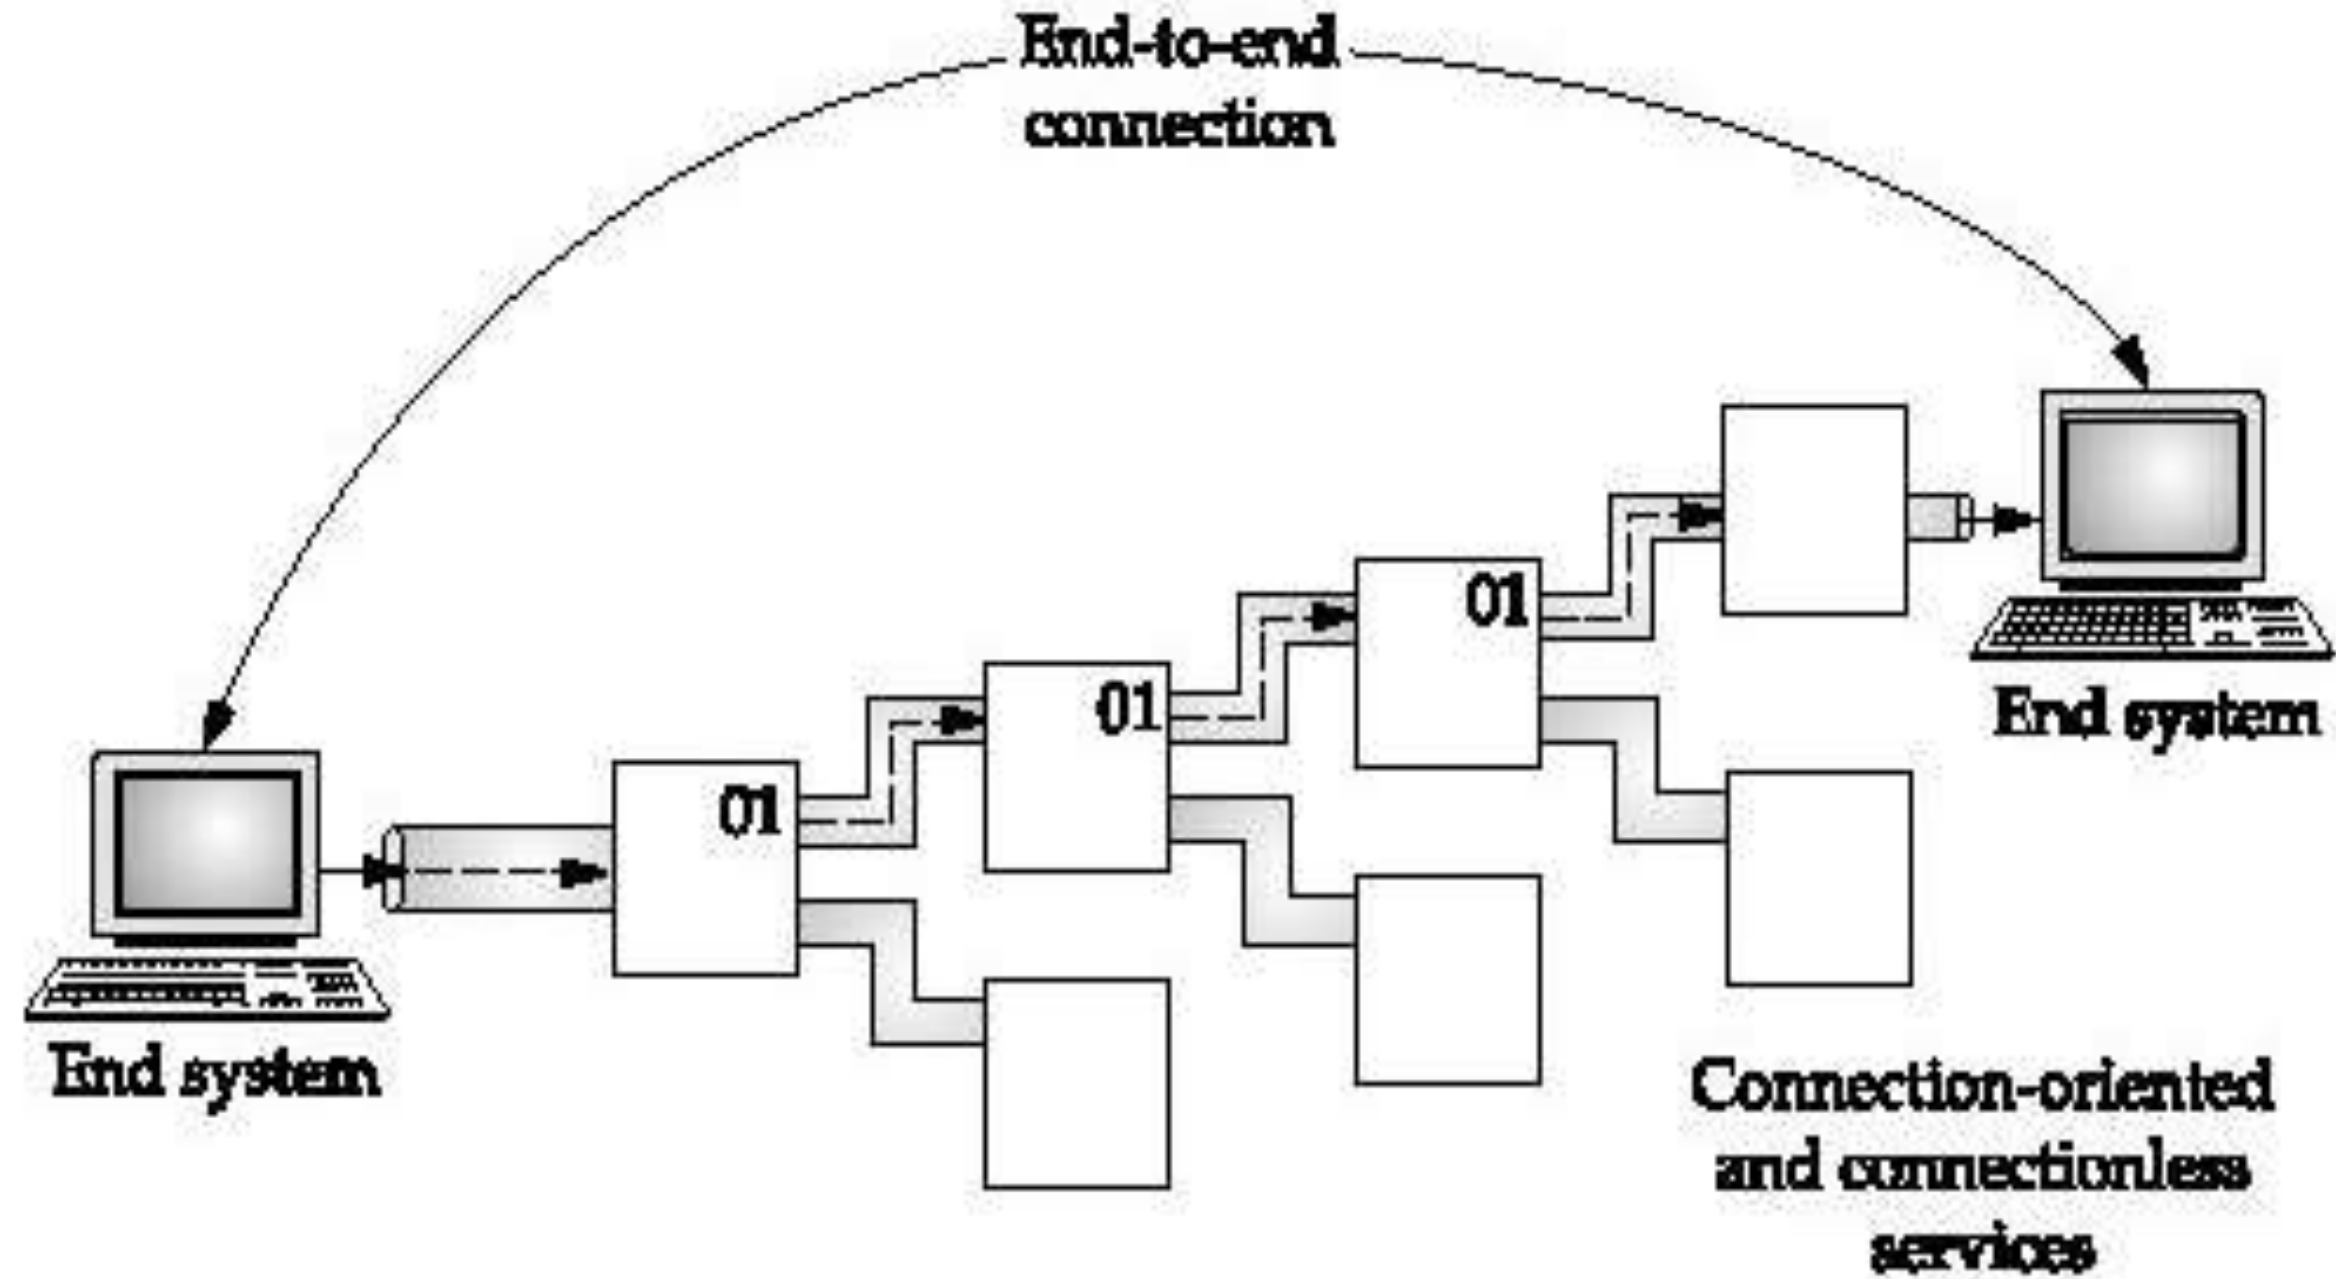 End-to-end
connection
01
01
01
End system
End system
Connection-oriented
and connectionless
services